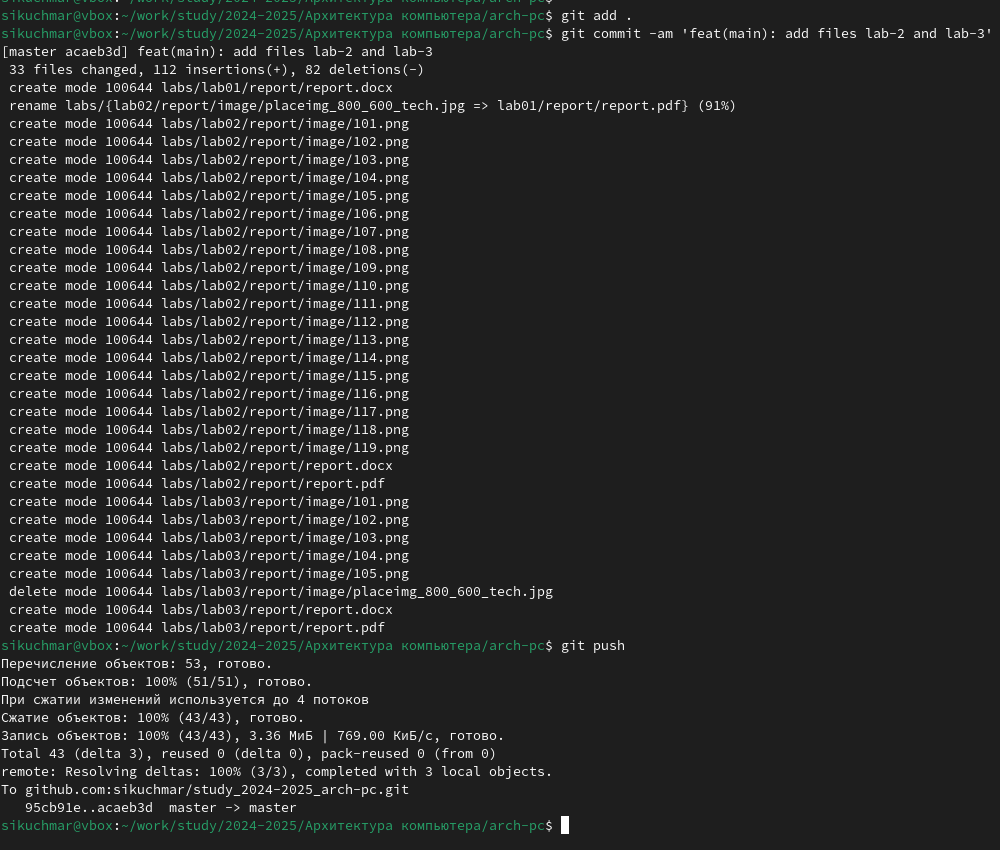 sikuchmar@vbox:~/work/study/2024-2025/Архитектура компьютера/arch-pc$ git add .
sikuchmar@vbox:~/work/study/2024-2025/Архитектура компьютера/arch-pc$ git commit -am 'feat(main): add files lab-2 and lab-3'
[master acaeb3d] feat(main): add files lab-2 and lab-3
 33 files changed, 112 insertions(+), 82 deletions(-)
 create mode 100644 labs/lab01/report/report.docx
 rename labs/{lab02/report/image/placeimg_800_600_tech.jpg => lab01/report/report.pdf} (91%)
 create mode 100644 labs/lab02/report/image/101.png
 create mode 100644 labs/lab02/report/image/102.png
 create mode 100644 labs/lab02/report/image/103.png
 create mode 100644 labs/lab02/report/image/104.png
 create mode 100644 labs/lab02/report/image/105.png
 create mode 100644 labs/lab02/report/image/106.png
 create mode 100644 labs/lab02/report/image/107.png
 create mode 100644 labs/lab02/report/image/108.png
 create mode 100644 labs/lab02/report/image/109.png
 create mode 100644 labs/lab02/report/image/110.png
 create mode 100644 labs/lab02/report/image/111.png
 create mode 100644 labs/lab02/report/image/112.png
 create mode 100644 labs/lab02/report/image/113.png
 create mode 100644 labs/lab02/report/image/114.png
 create mode 100644 labs/lab02/report/image/115.png
 create mode 100644 labs/lab02/report/image/116.png
 create mode 100644 labs/lab02/report/image/117.png
 create mode 100644 labs/lab02/report/image/118.png
 create mode 100644 labs/lab02/report/image/119.png
 create mode 100644 labs/lab02/report/report.docx
 create mode 100644 labs/lab02/report/report.pdf
 create mode 100644 labs/lab03/report/image/101.png
 create mode 100644 labs/lab03/report/image/102.png
 create mode 100644 labs/lab03/report/image/103.png
 create mode 100644 labs/lab03/report/image/104.png
 create mode 100644 labs/lab03/report/image/105.png
 delete mode 100644 labs/lab03/report/image/placeimg_800_600_tech.jpg
 create mode 100644 labs/lab03/report/report.docx
 create mode 100644 labs/lab03/report/report.pdf
sikuchmar@vbox:~/work/study/2024-2025/Архитектура компьютера/arch-pc$ git push
Перечисление объектов: 53, готово.
Подсчет объектов: 100% (51/51), готово.
При сжатии изменений используется до 4 потоков
Сжатие объектов: 100% (43/43), готово.
Запись объектов: 100% (43/43), 3.36 МиБ | 769.00 КиБ/с, готово.
Total 43 (delta 3), reused 0 (delta 0), pack-reused 0 (from 0)
remote: Resolving deltas: 100% (3/3), completed with 3 local objects.
To github.com:sikuchmar/study_2024-2025_arch-pc.git
   95cb91e..acaeb3d  master -> master
sikuchmar@vbox:~/work/study/2024-2025/Архитектура компьютера/arch-pc$